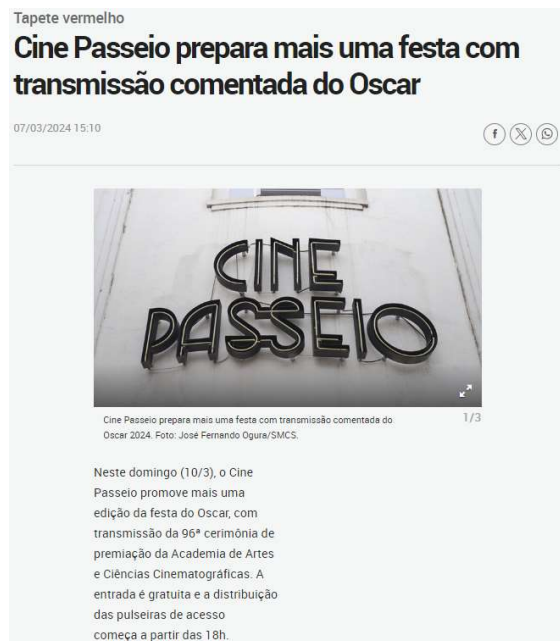 Tapete vermelho
Cine Passeio prepara mais uma festa com
transmissão comentada do Oscar
07/03/2024 15:10
CINE
PASSEIO
Cine Passeio prepara mais uma festa com transmissão comentada do
Oscar 2024. Foto: José Fernando Ogura/SMCS.
1/3
Neste domingo (10/3), o Cine
Passeio promove mais uma
edição da festa do Oscar, com
transmissão da 96ª cerimônia de
premiação da Academia de Artes
e Ciências Cinematográficas. A
entrada é gratuita e a distribuição
das pulseiras de acesso
começa a partir das 18h.